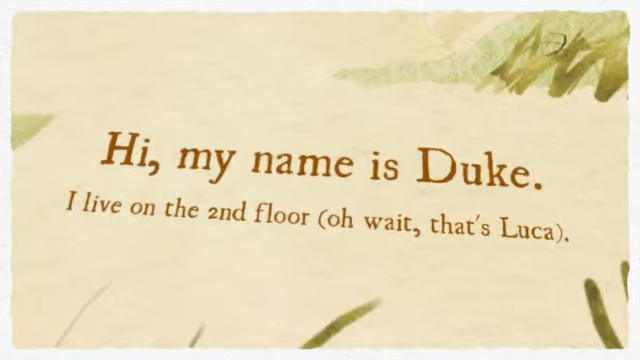 Hi, my name is Duke.
I live on the 2nd floor (oh wait, that's Luca).